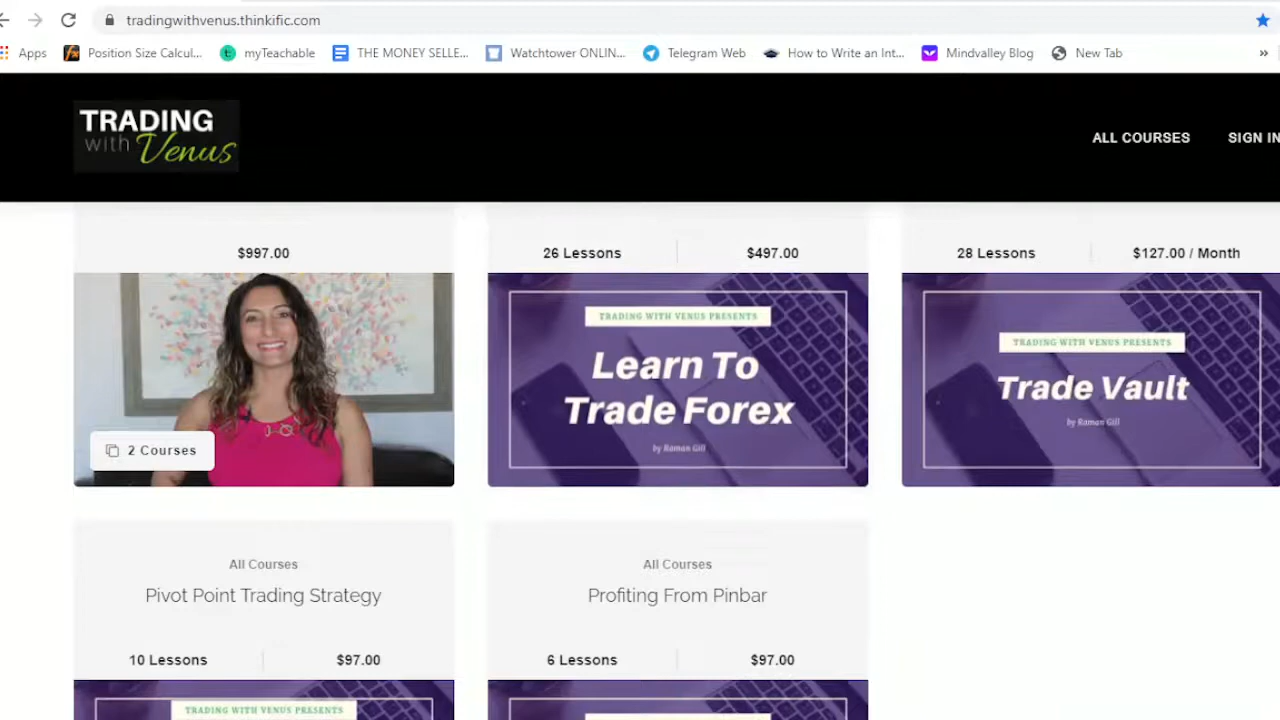 tradingwithvenus.thinkific.com
Apps
Position Size Calcul...
myTeachable
THE MONEY SELLE...
Watchtower ONLIN...
Telegram Web
How to Write an Int...
Mindvalley Blog
New Tab
»
TRADING
with Venus
ALL COURSES
SIGN IN
$997.00
26 Lessons
$497.00
28 Lessons
$127.00 / Month
2 Courses
TRADING WITH VENUS PRESENTS
Learn To
Trade Forex
by Raman Gill
TRADING WITH VENUS PRESENTS
Trade Vault
by Raman Gill
All Courses
Pivot Point Trading Strategy
10 Lessons
$97.00
All Courses
Profiting From Pinbar
6 Lessons
$97.00
TRADING WITH VENUS PRESENTS